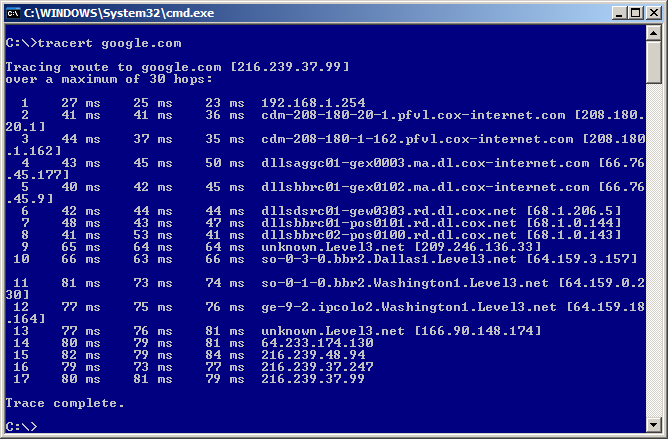 C:\WINDOWS\System32\cmd.exe
C:\>tracert google.com
Tracing route to google.com [216.239.37.99]
over a maximum of 30 hops:
1 27 ms 25 ms 23 ms 192.168.1.254
2 41 ms 41 ms 36 ms cdm-208-180-20-1.pfvl.cox-internet.com [208.180.
20.1]
3 44 ms 37 ms 35 ms cdm-208-180-1-162.pfvl.cox-internet.com [208.180
.1.162]
4 43 ms 45 ms 50 ms dllsaggc01-gex0003.ma.dl.cox-internet.com [66.76
.45.177]
5 40 ms 42 ms 45 ms dllsbbrc01-gex0102.ma.dl.cox-internet.com [66.76
.45.9]
6 42 ms 44 ms 44 ms dllsdsrc01-gew0303.rd.dl.cox.net [68.1.206.5]
7 48 ms 43 ms 47 ms dllsbbrc01-pos0101.rd.dl.cox.net [68.1.0.144]
8 41 ms 53 ms 41 ms dllsbbrc02-pos0100.rd.dl.cox.net [68.1.0.143]
9 65 ms 64 ms 64 ms unknown.Level3.net [209.246.136.33]
10 66 ms 63 ms 66 ms so-0-3-0.bbr2.Dallas1.Level3.net [64.159.3.157]
11 81 ms 73 ms 74 ms so-0-1-0.bbr2.Washington1.Level3.net [64.159.0.2
30]
12 77 ms 75 ms 76 ms ge-9-2.ipcolo2.Washington1.Level3.net [64.159.18
.164]
13 77 ms 76 ms 81 ms unknown.Level3.net [166.90.148.174]
14 80 ms 79 ms 81 ms 64.233.174.130
15 82 ms 79 ms 84 ms 216.239.48.94
16 79 ms 73 ms 77 ms 216.239.37.247
17 80 ms 81 ms 79 ms 216.239.37.99
Trace complete.
C:\>